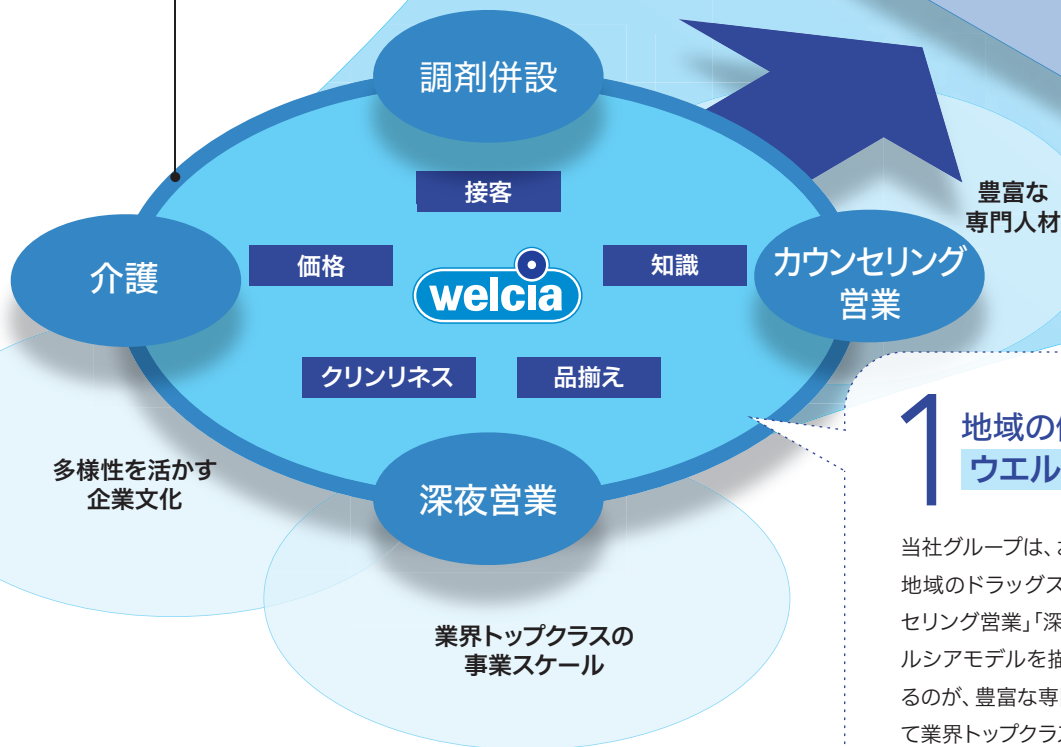 調剤併設
接客
豊富な
専門人材
介護
価格
welcia
知識
カウンセリング
営業
クリンリネス
品揃え
多様性を活かす
企業文化
深夜営業
業界トップクラスの
事業スケール
1
地域の
ウエル
当社グループは、
地域のドラッグス
セリング営業」「深
ルシアモデルを描
るのが、豊富な専
て業界トップクラス